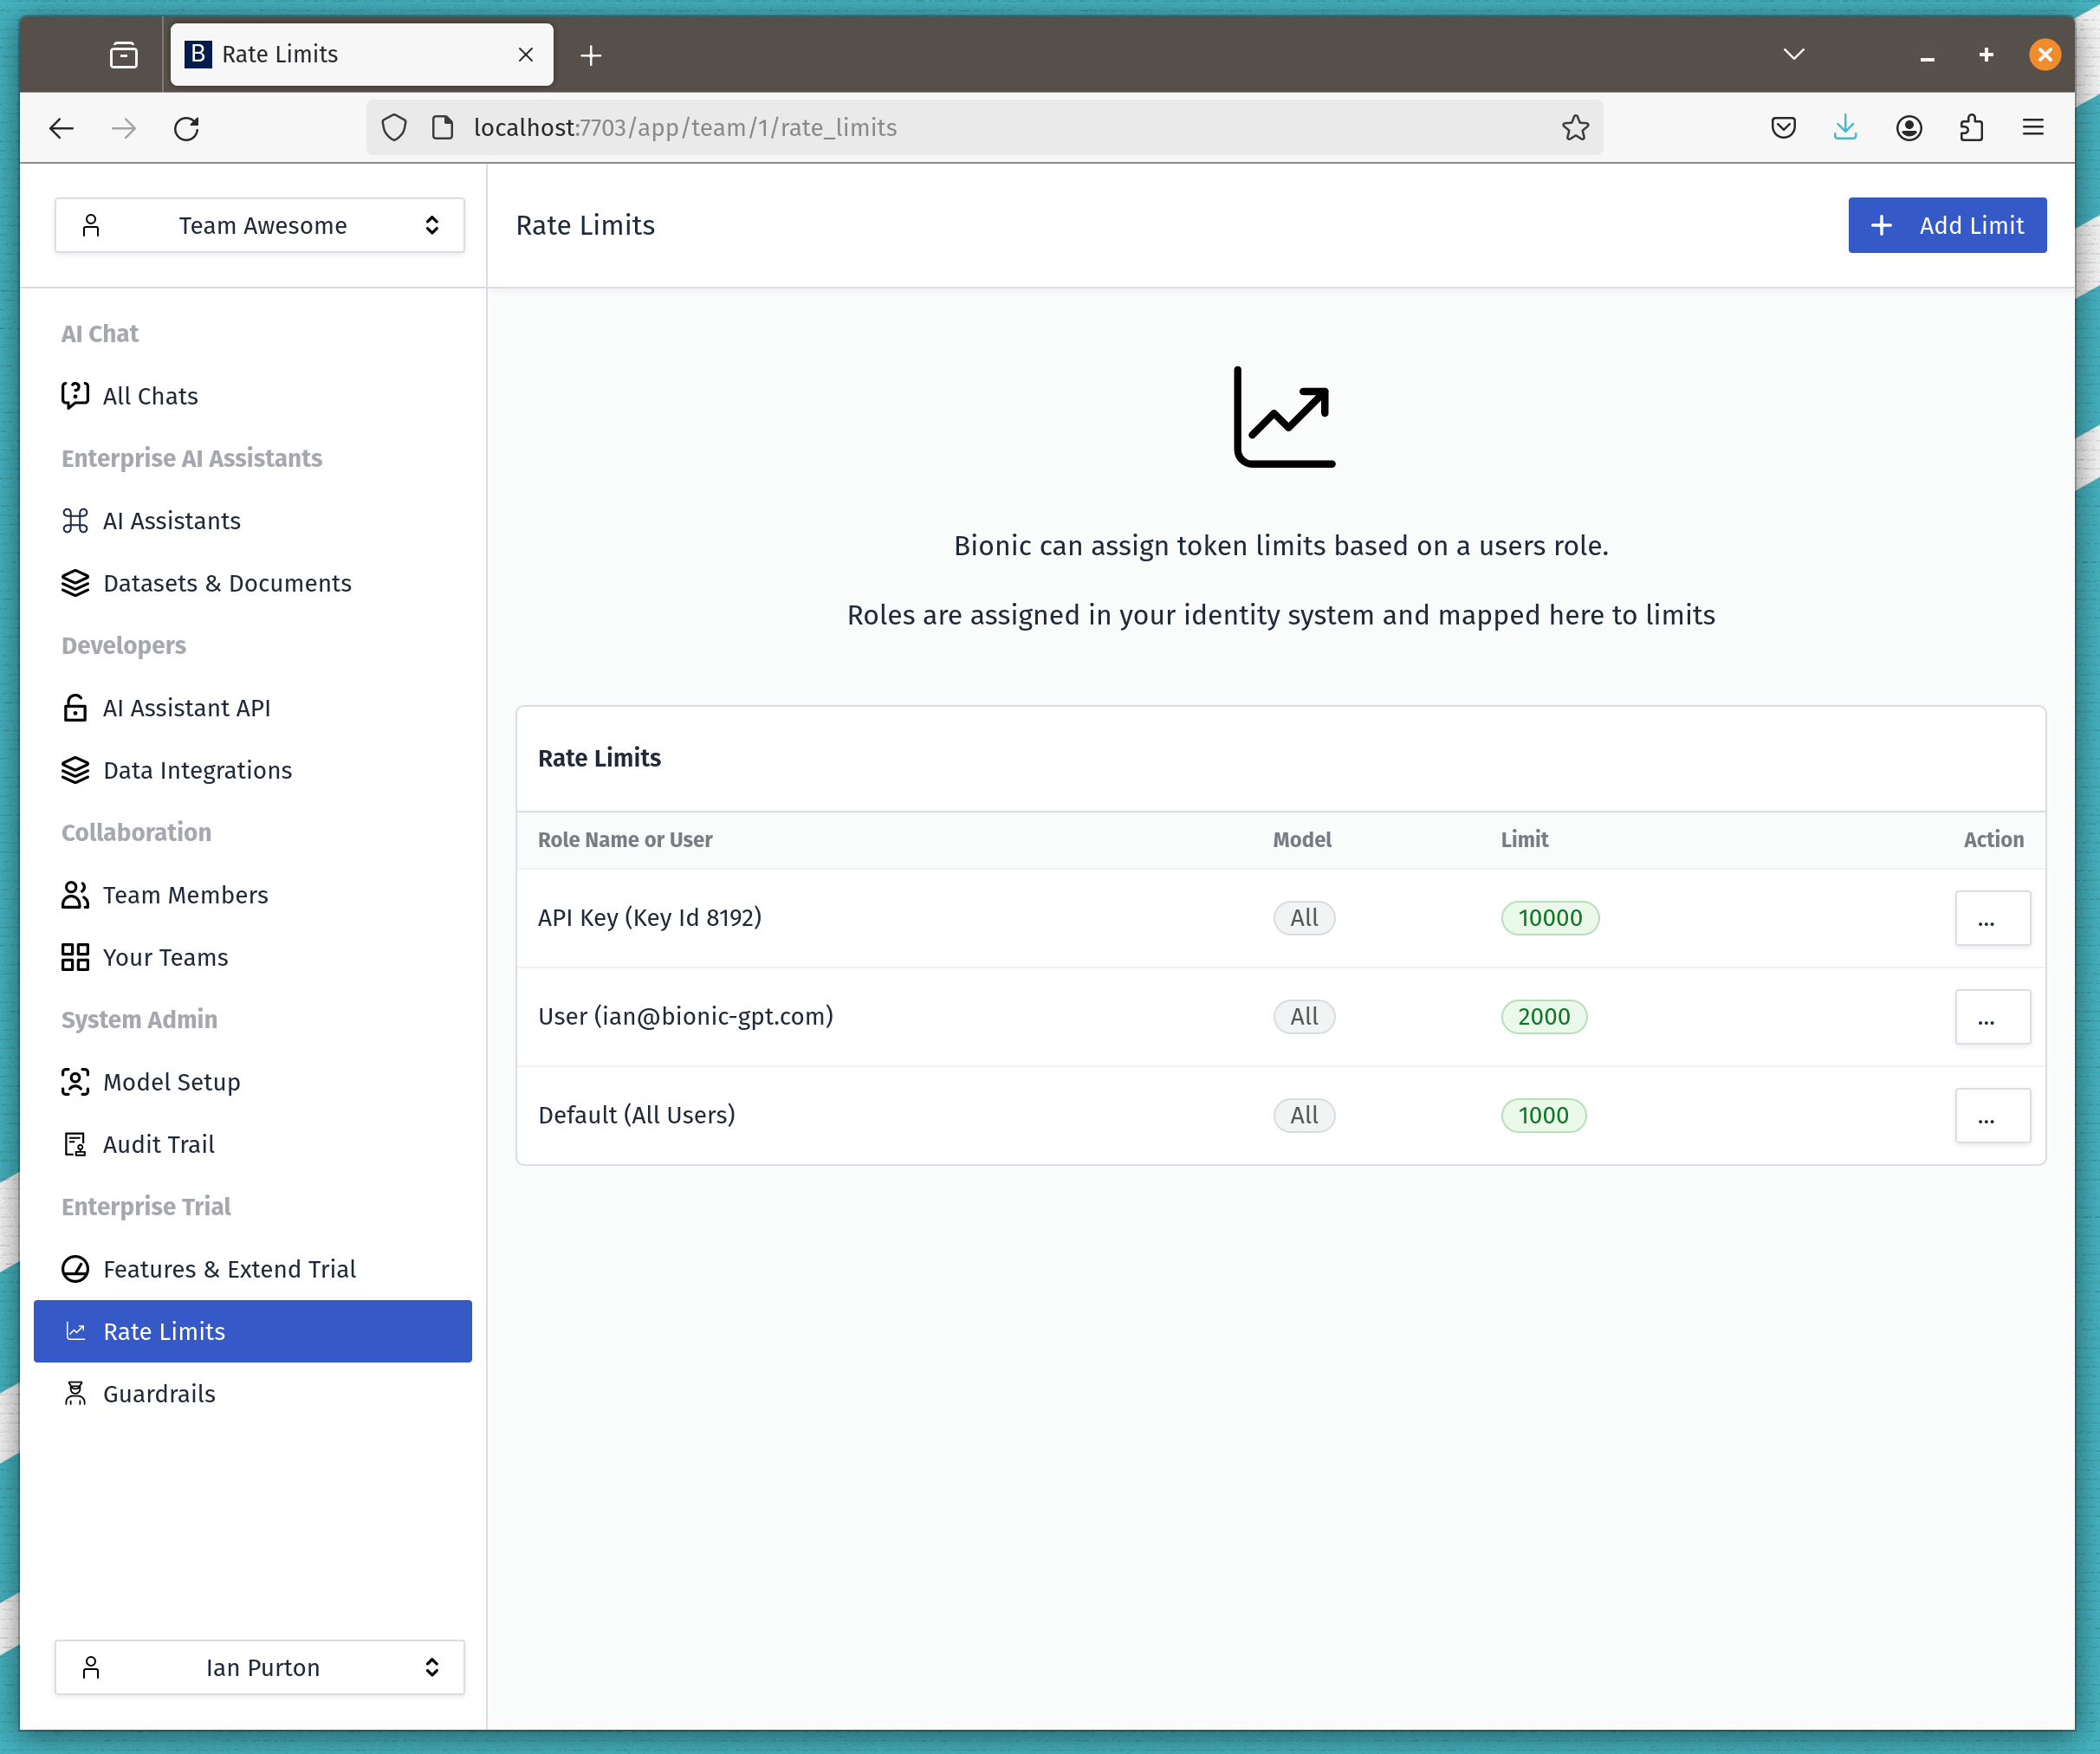 B Rate Limits
localhost:7703/app/team/1/rate_limits
Team Awesome
Rate Limits
Add Limit
AI Chat
All Chats
Enterprise AI Assistants
AI Assistants
Datasets & Documents
Developers
AI Assistant API
Data Integrations
Collaboration
Team Members
Your Teams
System Admin
Model Setup
Audit Trail
Enterprise Trial
Features & Extend Trial
Rate Limits
Guardrails
Ian Purton
Bionic can assign token limits based on a users role.
Roles are assigned in your identity system and mapped here to limits
Rate Limits
Role Name or User Model Limit Action
API Key (Key Id 8192) All 10000 ...
User (ian@bionic-gpt.com) All 2000 ...
Default (All Users) All 1000 ...